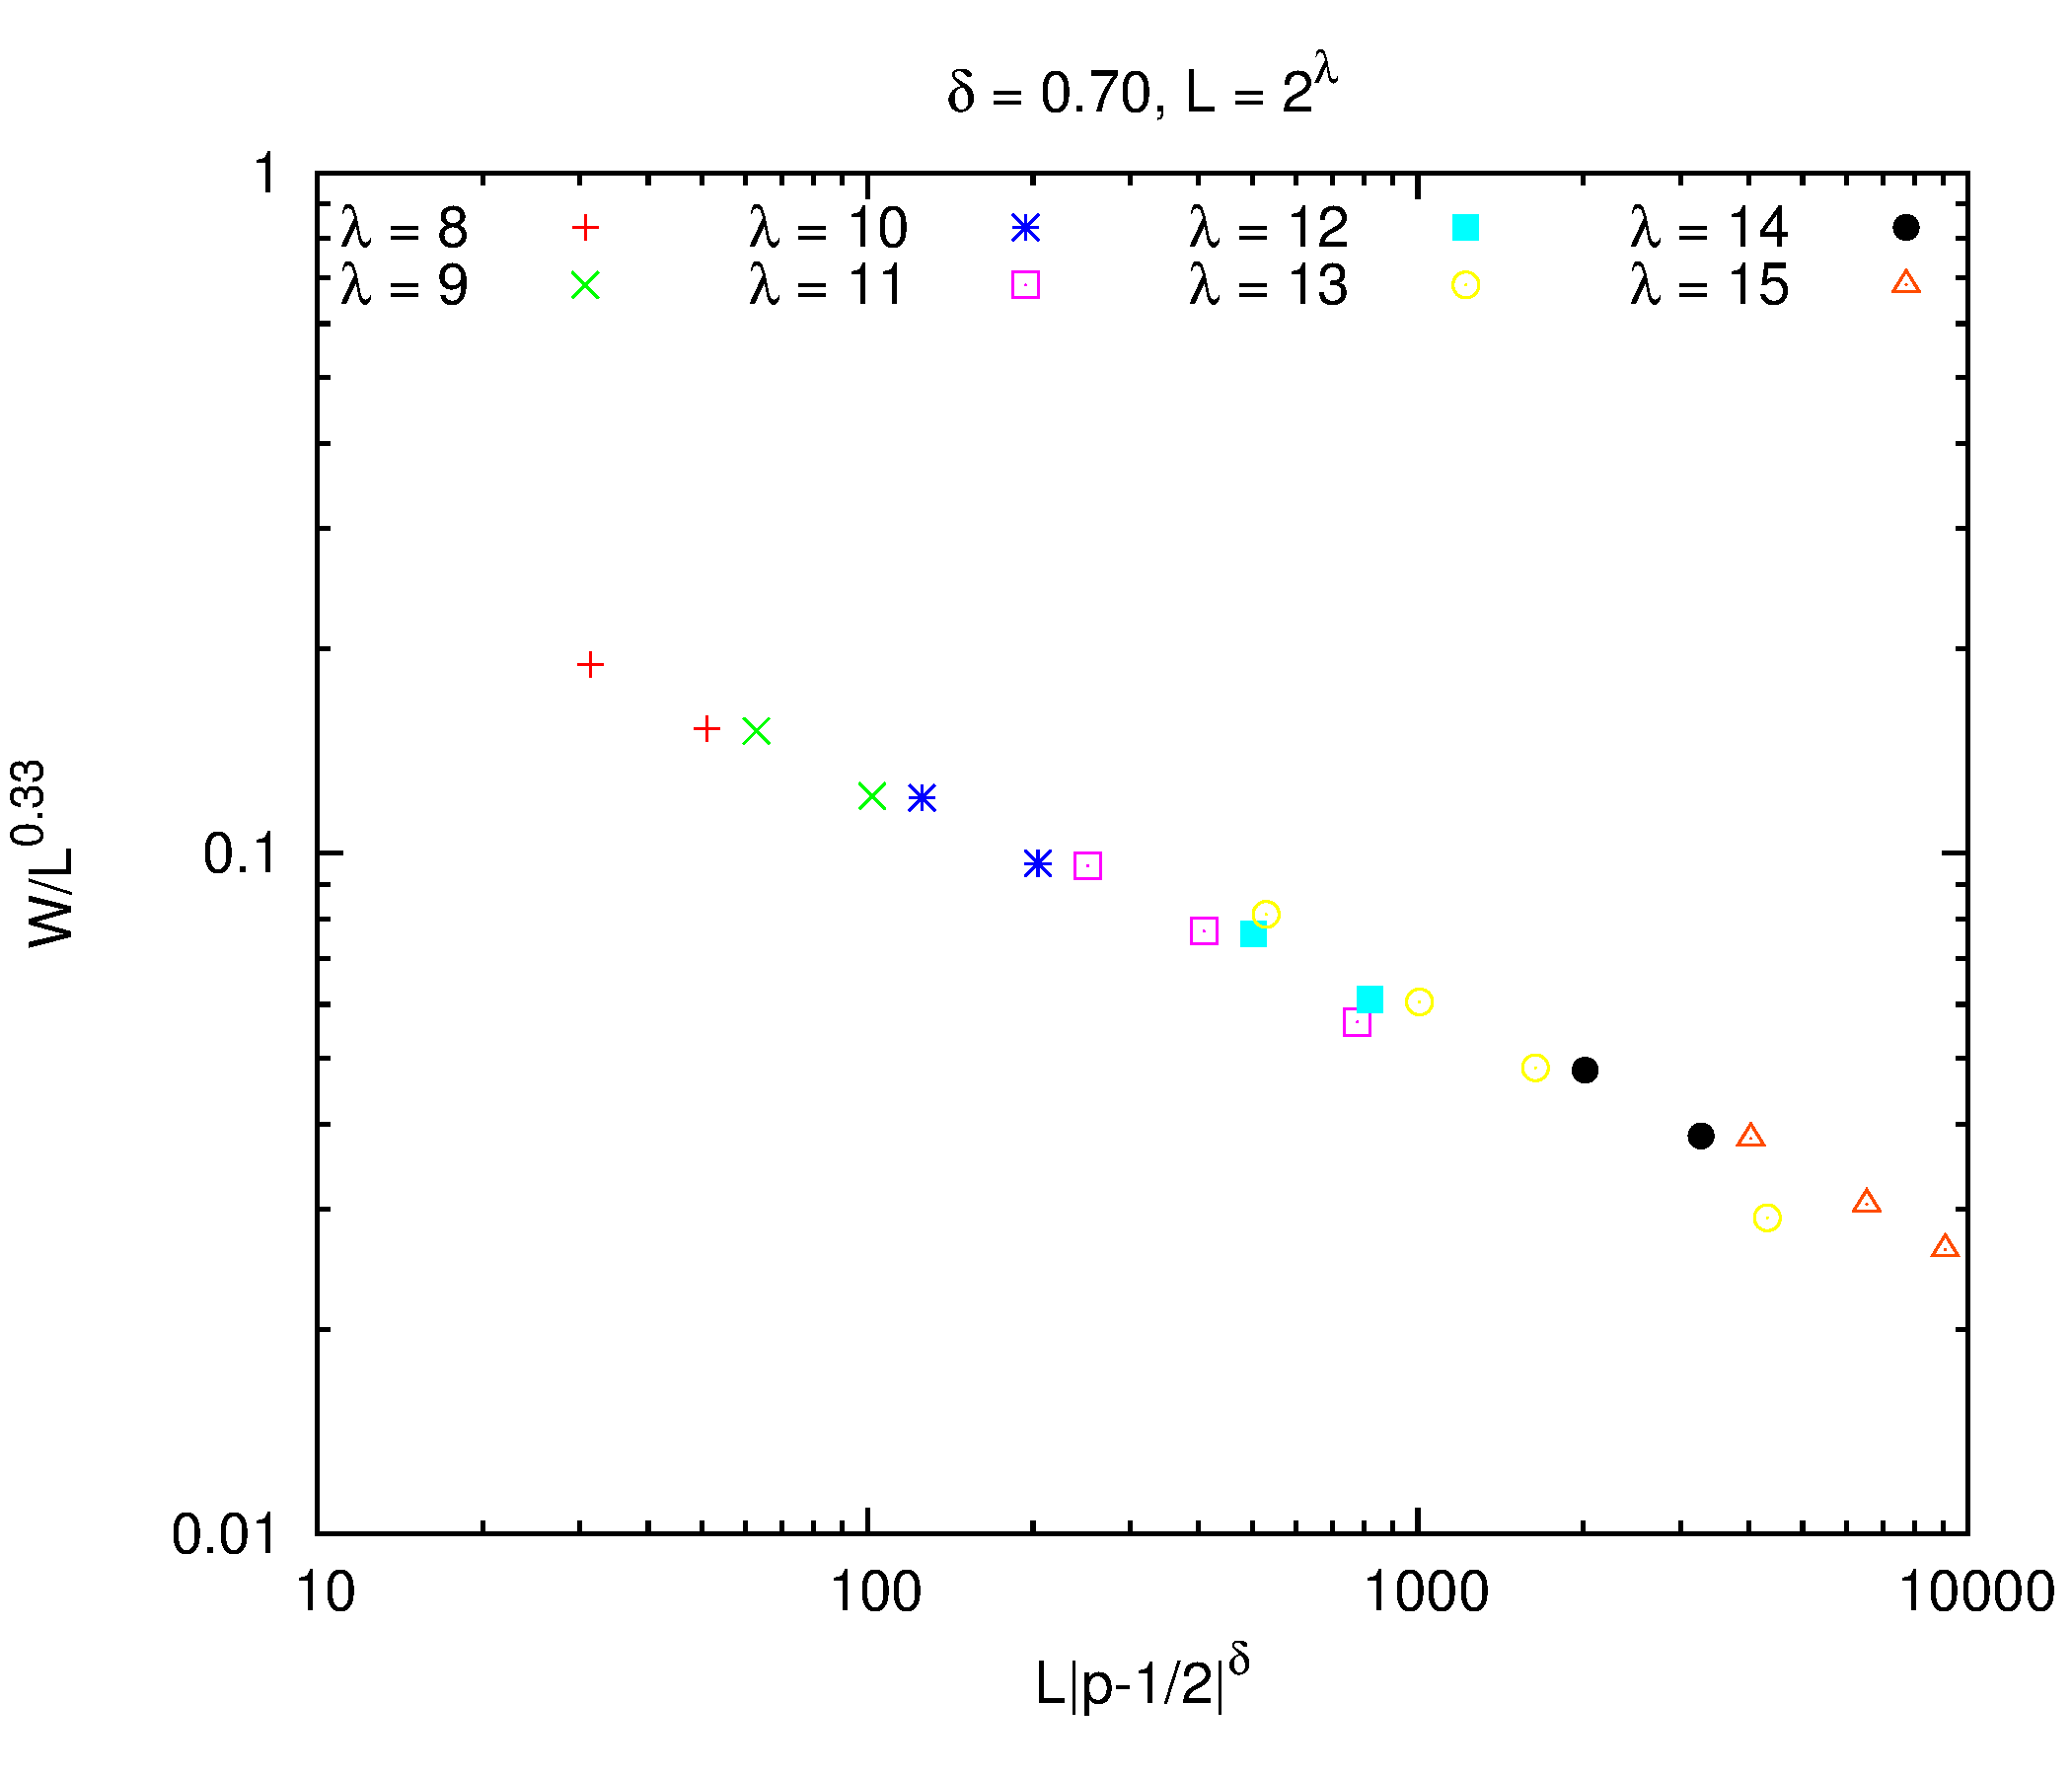 δ = 0.70, L = 2^λ
1
λ = 8 λ = 10 λ = 12 λ = 14
λ = 9 λ = 11 λ = 13 λ = 15
W/L^0.33
0.1
0.01
10 100 1000 10000
L|p-1/2|^δ